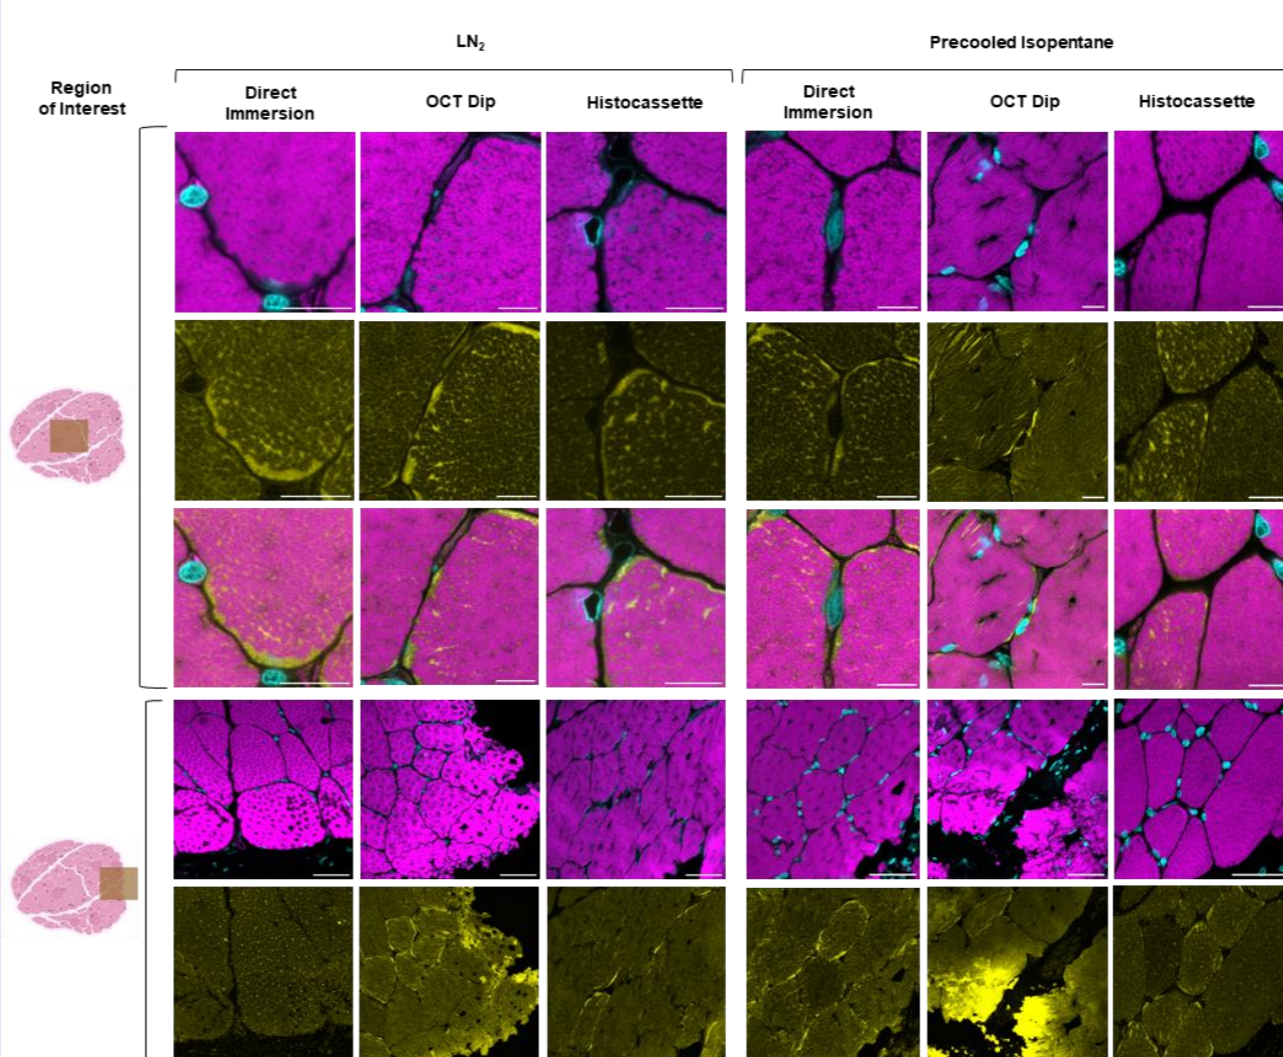 LN₂
Precooled Isopentane
Region
of Interest
Direct
Immersion
OCT Dip
Histocassette
Direct
Immersion
OCT Dip
Histocassette